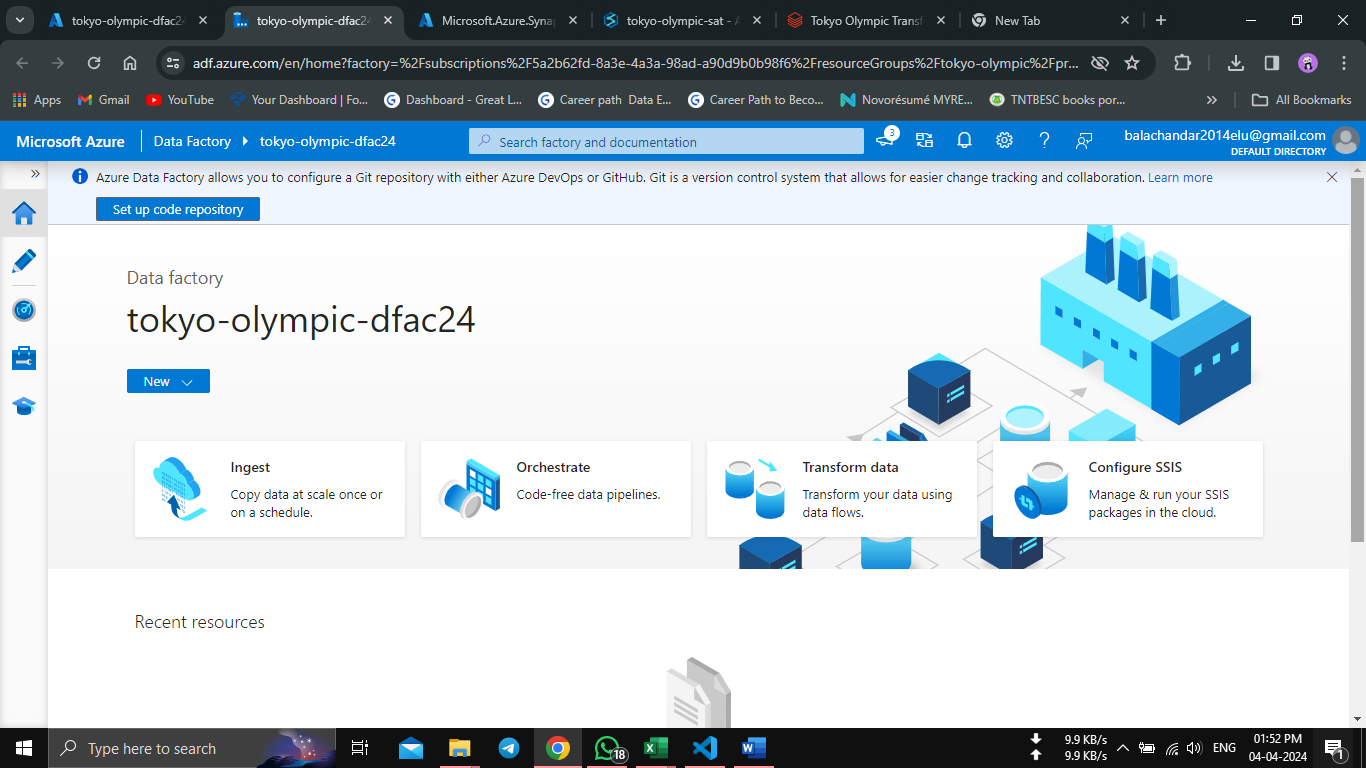 tokyo-olympic-dfac24
tokyo-olympic-dfac24
Microsoft.Azure.Syna
tokyo-olympic-sat - A
Tokyo Olympic Transf
New Tab
adf.azure.com/en/home?factory=%2Fsubscriptions%2F5a2b62fd-8a3e-4a3a-98ad-a90d9b0b98f6%2FresourceGroups%2Ftokyo-olympic%2Fpr...
Apps
Gmail
YouTube
Your Dashboard | Fo...
Dashboard - Great L...
Career path Data E...
Career Path to Beco...
Novorésumé MYRE...
TNTBESC books por...
All Bookmarks
Microsoft Azure
Data Factory
tokyo-olympic-dfac24
Search factory and documentation
3
balachandar2014elu@gmail.com
DEFAULT DIRECTORY
Azure Data Factory allows you to configure a Git repository with either Azure DevOps or GitHub. Git is a version control system that allows for easier change tracking and collaboration. Learn more
Set up code repository
Data factory
tokyo-olympic-dfac24
New
Ingest
Copy data at scale once or
on a schedule.
Orchestrate
Code-free data pipelines.
Transform data
Transform your data using
data flows.
Configure SSIS
Manage & run your SSIS
packages in the cloud.
Recent resources
Type here to search
18
9.9 KB/s
9.9 KB/s
ENG
01:52 PM
04-04-2024
1